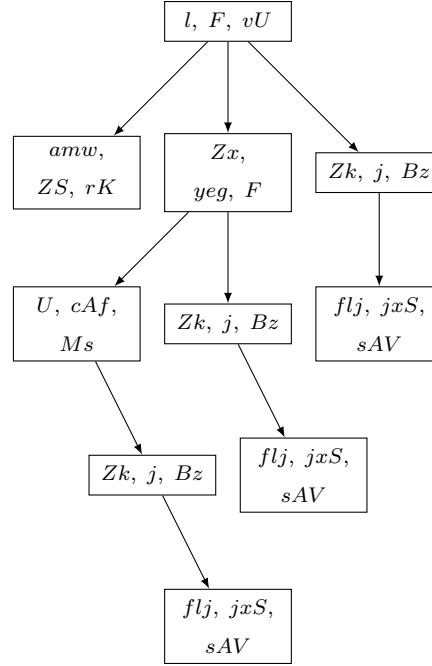 l, F, vU
amw,
ZS, rK
Zx,
yeg, F
Zk, j, Bz
U, cAf,
Ms
Zk, j, Bz
flj, jxS,
sAV
Zk, j, Bz
flj, jxS,
sAV
flj, jxS,
sAV